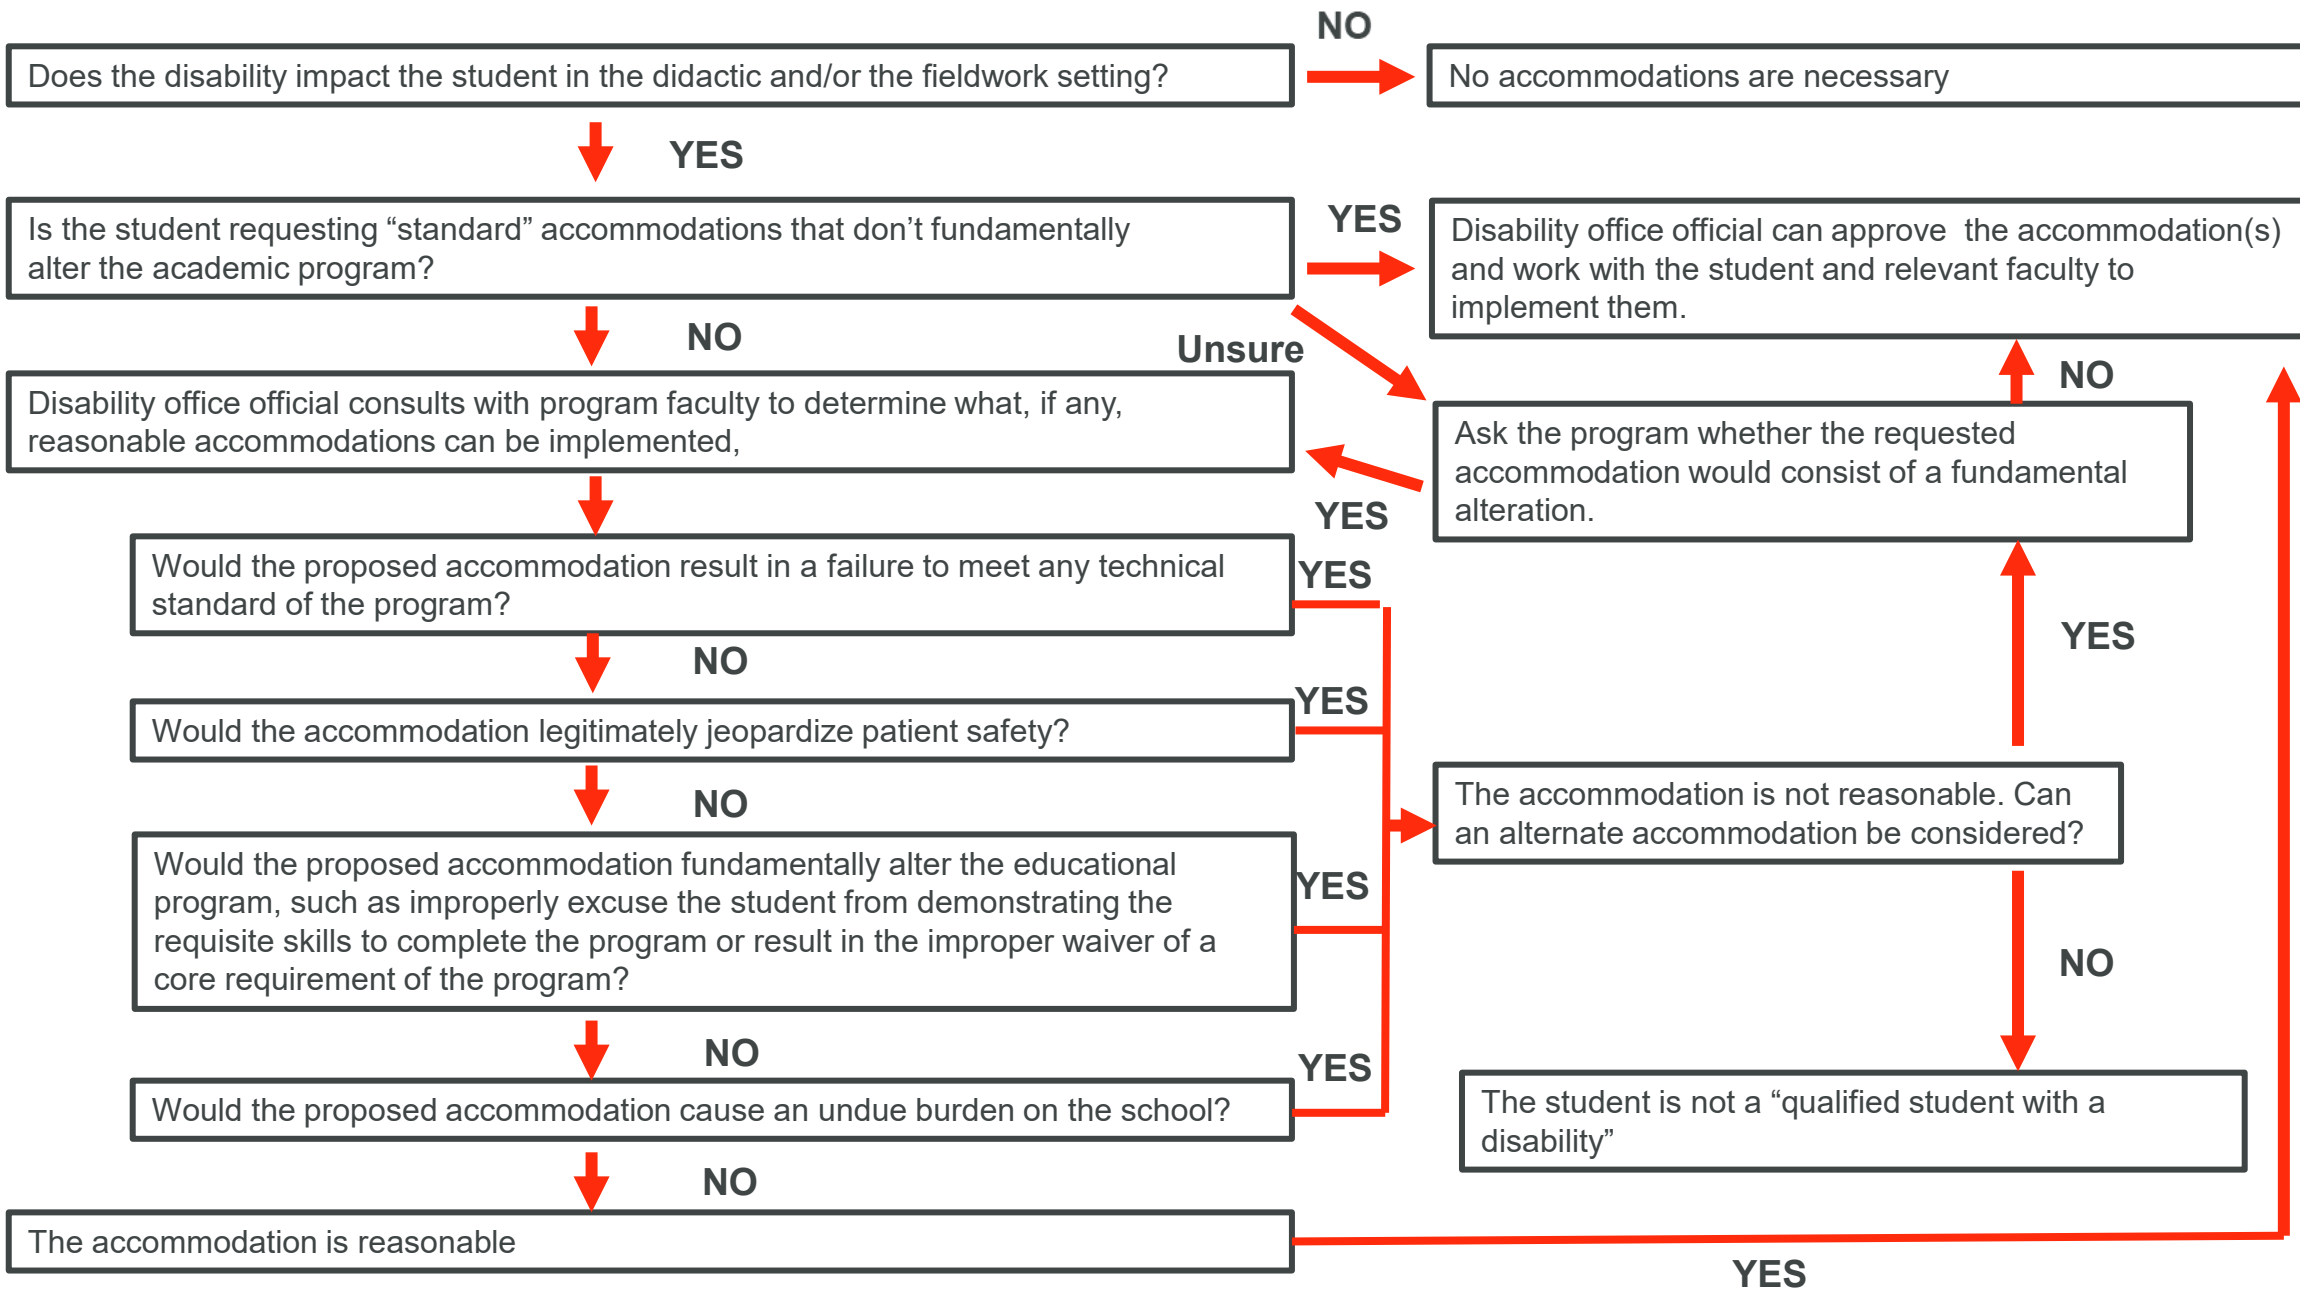 NO
Does the disability impact the student in the didactic and/or the fieldwork setting?
No accommodations are necessary
YES
Is the student requesting “standard” accommodations that don’t fundamentally
alter the academic program?
YES
Disability office official can approve  the accommodation(s)
and work with the student and relevant faculty to
implement them.
NO
Unsure
NO
Disability office official consults with program faculty to determine what, if any,
reasonable accommodations can be implemented,
Ask the program whether the requested
accommodation would consist of a fundamental
alteration.
YES
Would the proposed accommodation result in a failure to meet any technical
standard of the program?
YES
NO
YES
Would the accommodation legitimately jeopardize patient safety?
YES
NO
The accommodation is not reasonable. Can
an alternate accommodation be considered?
Would the proposed accommodation fundamentally alter the educational
program, such as improperly excuse the student from demonstrating the
requisite skills to complete the program or result in the improper waiver of a
core requirement of the program?
YES
NO
NO
YES
Would the proposed accommodation cause an undue burden on the school?
The student is not a “qualified student with a
disability”
NO
The accommodation is reasonable
YES